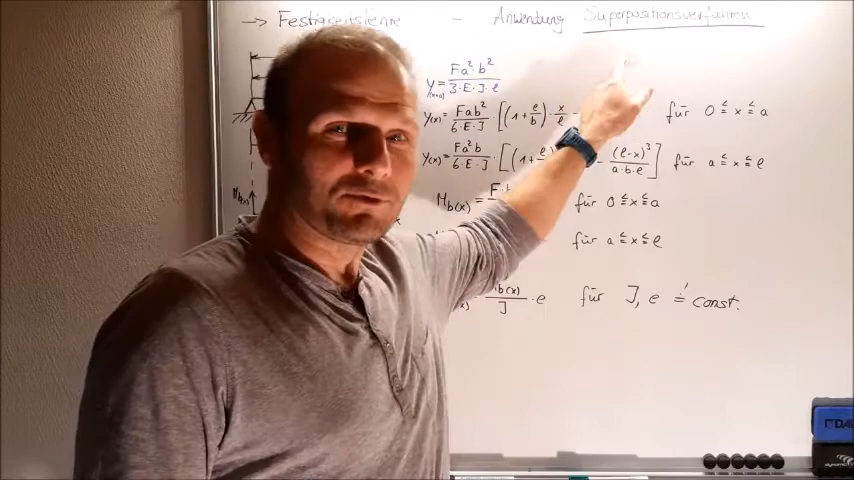 → Festigkeitslehre - Anwendung Superpositionsverfahren
y(x=a) = Fa²·b² / 3·E·J·ℓ
y(x) = Fab² / 6·E·J · [(1+ ℓ/b) · x/ℓ - für 0 ≤ x ≤ a
y(x) = Fa²b / 6·E·J · [(1+ ℓ/ - (ℓ-x)³ / a·b·ℓ ] für a ≤ x ≤ ℓ
Mb(x) = F für 0 ≤ x ≤ a
für a ≤ x ≤ ℓ
b(x) / J · e für J, e = const.
Mb(x)